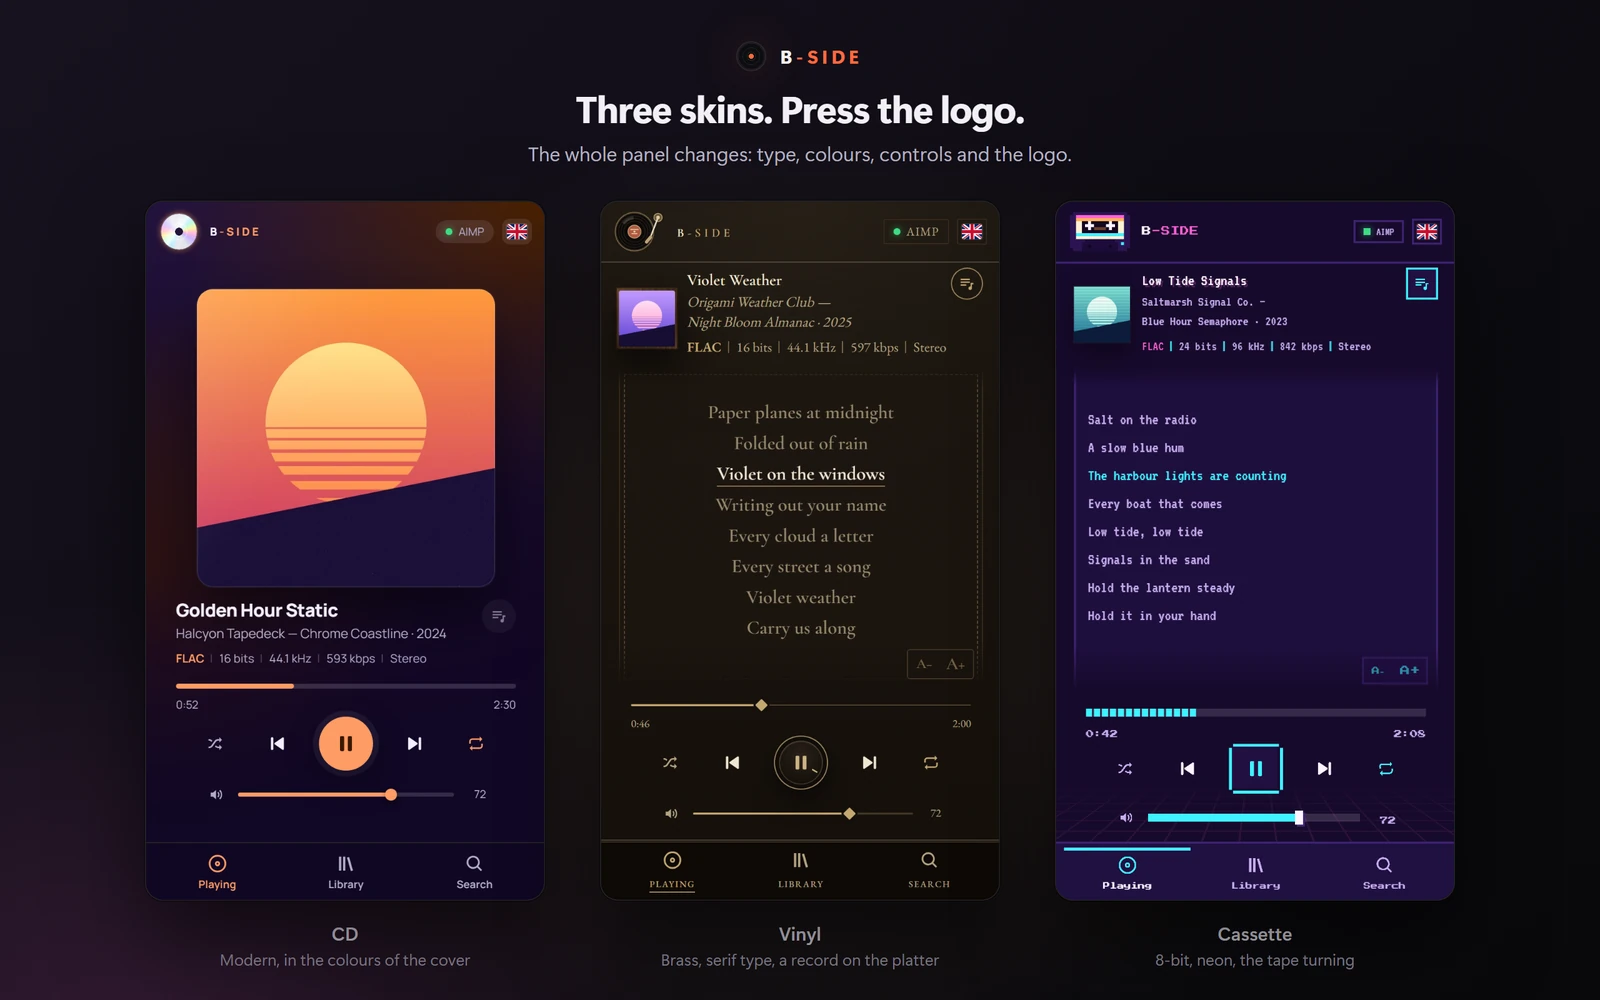 B-SIDE
Three skins. Press the logo.
The whole panel changes: type, colours, controls and the logo.
B-SIDE
AIMP
Golden Hour Static
Halcyon Tapedeck — Chrome Coastline · 2024
FLAC | 16 bits | 44.1 kHz | 593 kbps | Stereo
0:52
2:30
72
Playing
Library
Search
CD
Modern, in the colours of the cover
B-SIDE
AIMP
Violet Weather
Origami Weather Club —
Night Bloom Almanac · 2025
FLAC | 16 bits | 44.1 kHz | 597 kbps | Stereo
Paper planes at midnight
Folded out of rain
Violet on the windows
Writing out your name
Every cloud a letter
Every street a song
Violet weather
Carry us along
A- A+
0:46
2:00
72
PLAYING
LIBRARY
SEARCH
Vinyl
Brass, serif type, a record on the platter
B-SIDE
AIMP
Low Tide Signals
Saltmarsh Signal Co. —
Blue Hour Semaphore · 2023
FLAC | 24 bits | 96 kHz | 842 kbps | Stereo
Salt on the radio
A slow blue hum
The harbour lights are counting
Every boat that comes
Low tide, low tide
Signals in the sand
Hold the lantern steady
Hold it in your hand
A- A+
0:42
2:08
72
Playing
Library
Search
Cassette
8-bit, neon, the tape turning